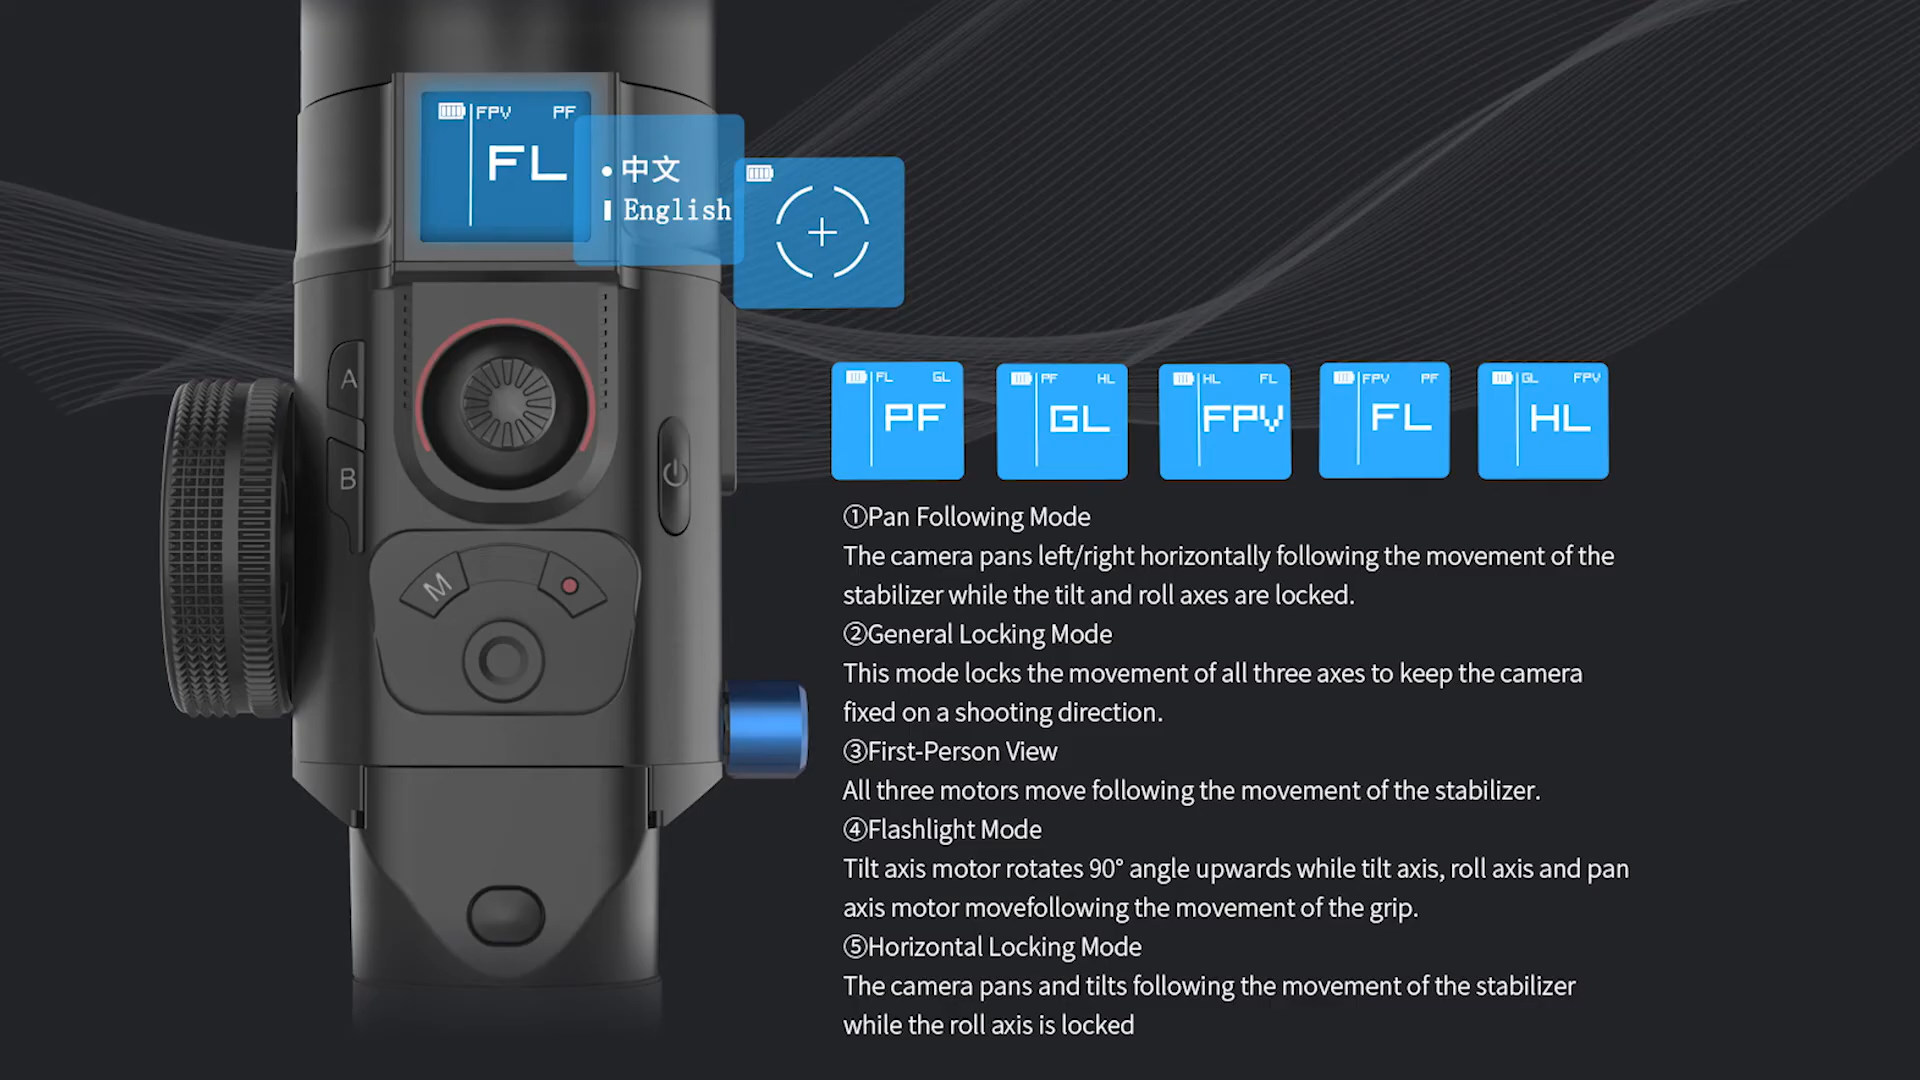 FPV PF
FL
中文
English
A
B
M
FL GL
PF
PF HL
GL
HL FL
FPV
FPV PF
FL
GL FPV
HL
①Pan Following Mode
The camera pans left/right horizontally following the movement of the
stabilizer while the tilt and roll axes are locked.
②General Locking Mode
This mode locks the movement of all three axes to keep the camera
fixed on a shooting direction.
③First-Person View
All three motors move following the movement of the stabilizer.
④Flashlight Mode
Tilt axis motor rotates 90° angle upwards while tilt axis, roll axis and pan
axis motor movefollowing the movement of the grip.
⑤Horizontal Locking Mode
The camera pans and tilts following the movement of the stabilizer
while the roll axis is locked